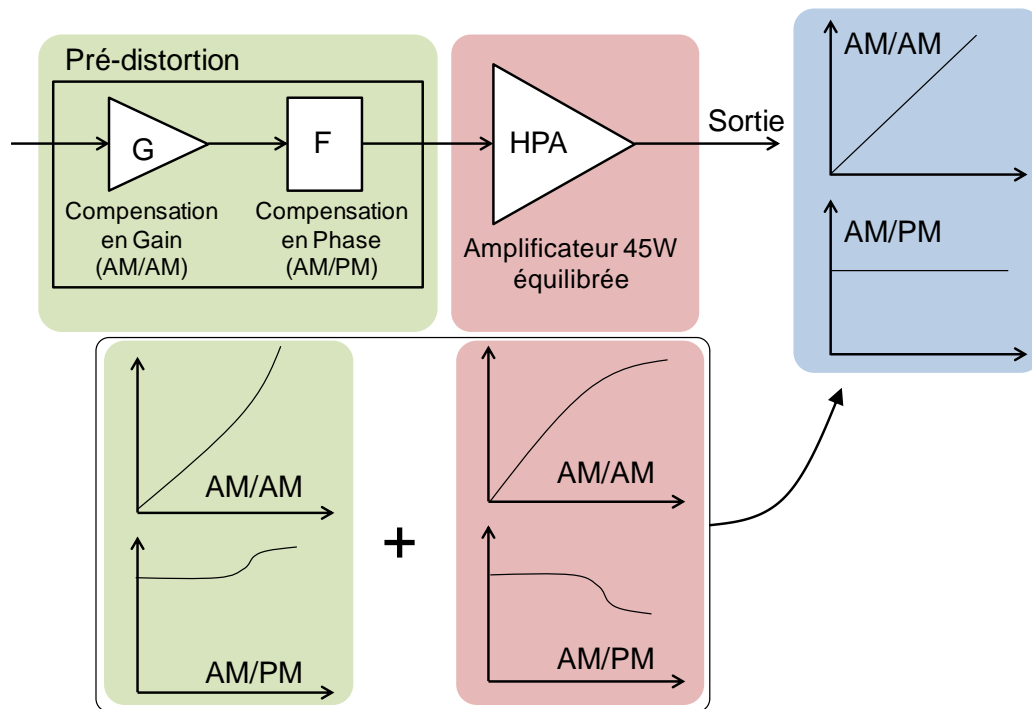 Pré-distortion
G
F
Compensation
en Gain
(AM/AM)
Compensation
en Phase
(AM/PM)
HPA
Amplificateur 45W
équilibrée
Sortie
AM/AM
AM/PM
AM/AM
AM/PM
+
AM/AM
AM/PM